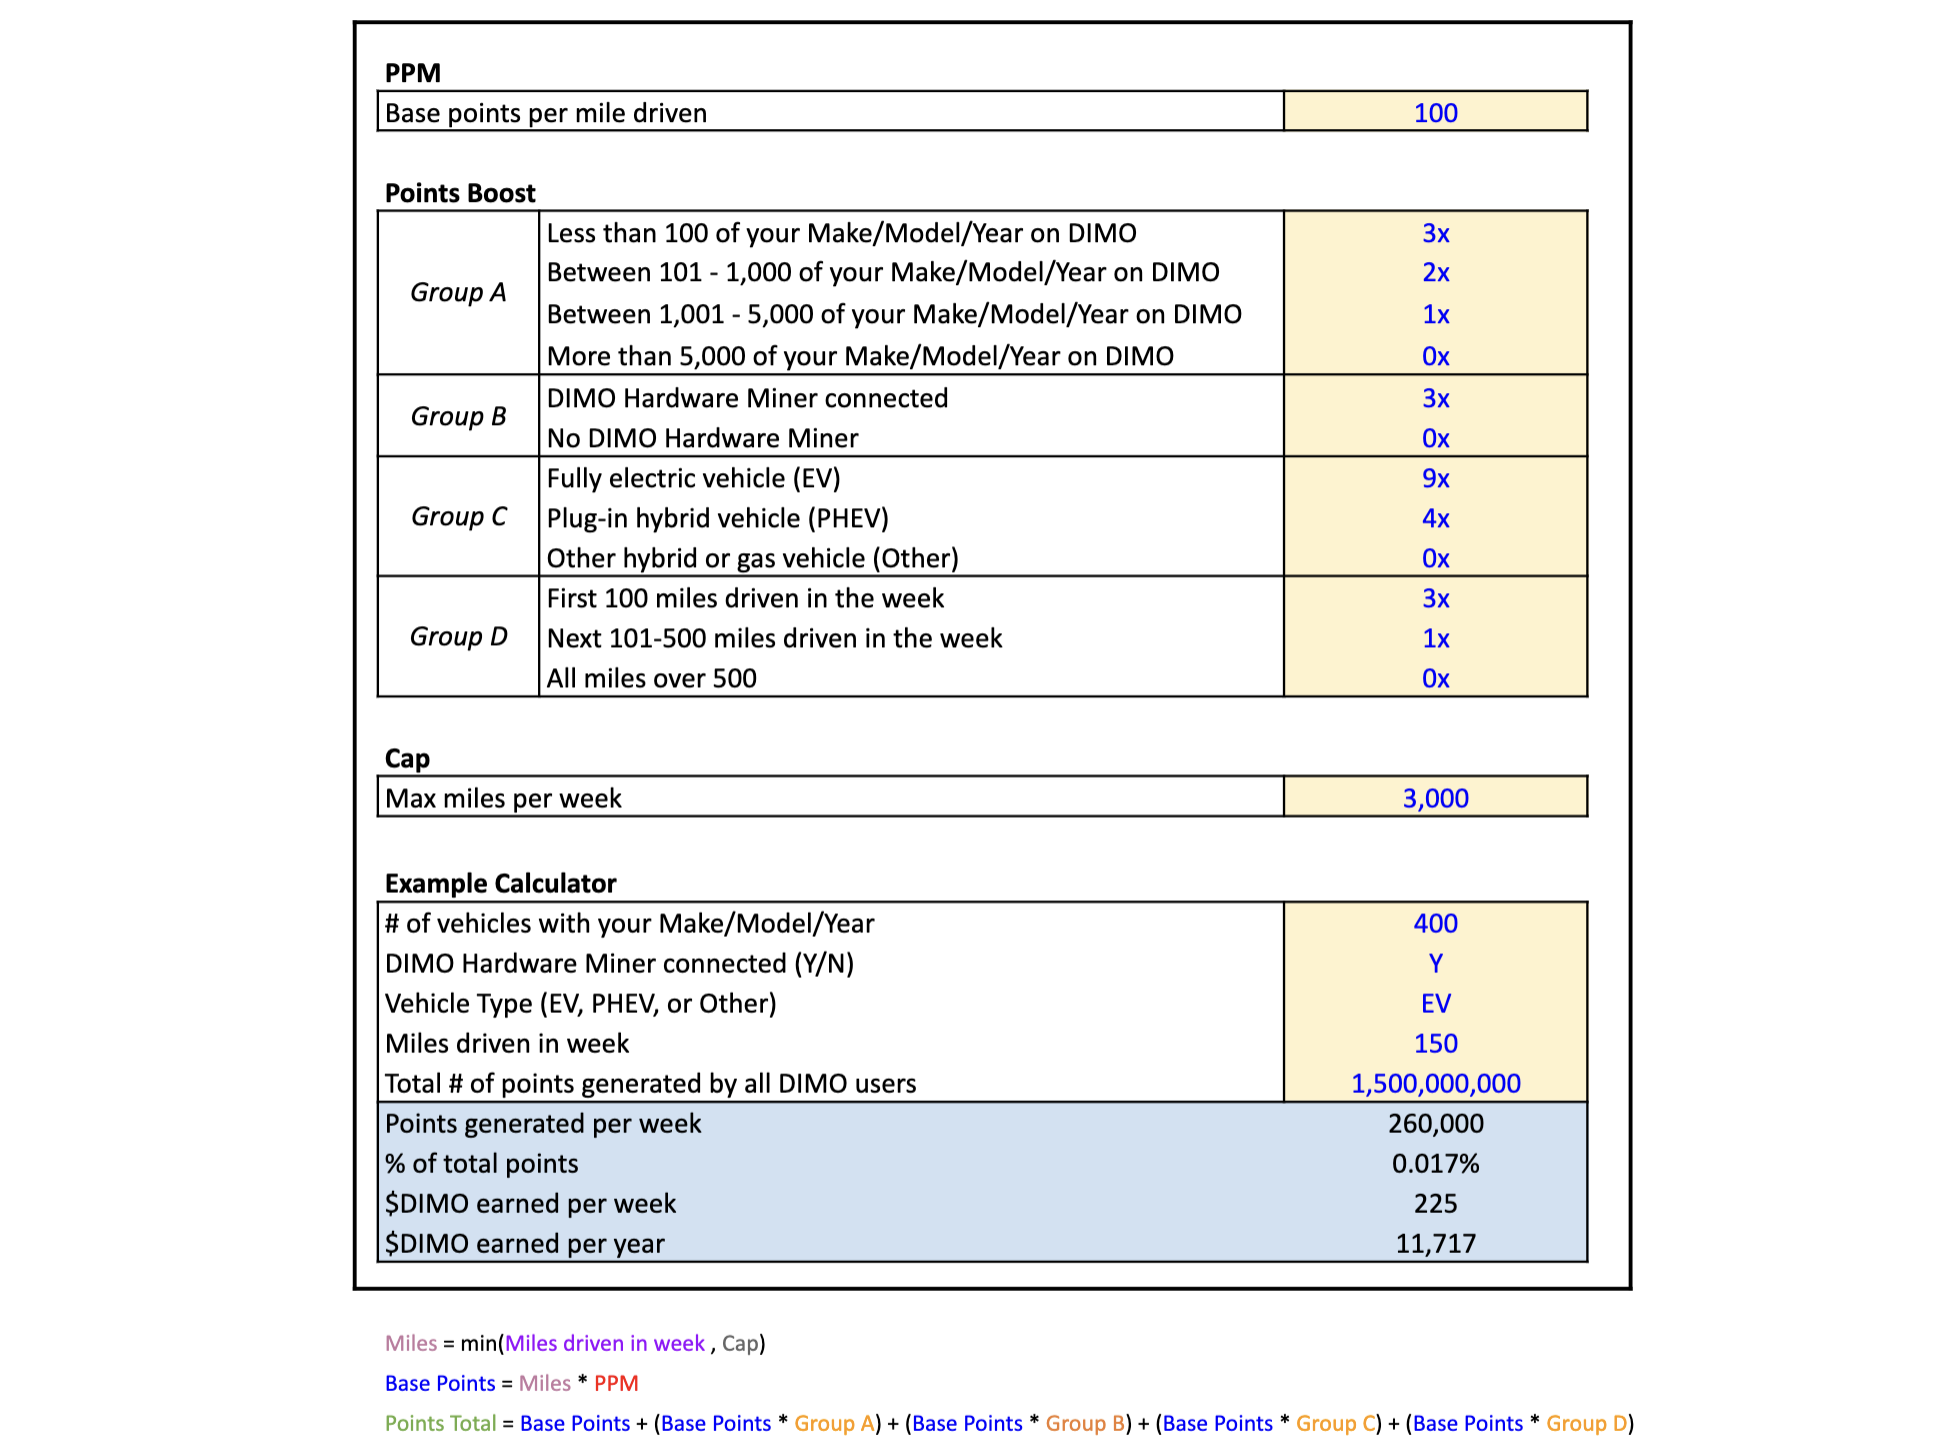 PPM
Base points per mile driven 100
Points Boost
Group A
Less than 100 of your Make/Model/Year on DIMO 3x
Between 101 - 1,000 of your Make/Model/Year on DIMO 2x
Between 1,001 - 5,000 of your Make/Model/Year on DIMO 1x
More than 5,000 of your Make/Model/Year on DIMO 0x
Group B
DIMO Hardware Miner connected 3x
No DIMO Hardware Miner 0x
Group C
Fully electric vehicle (EV) 9x
Plug-in hybrid vehicle (PHEV) 4x
Other hybrid or gas vehicle (Other) 0x
Group D
First 100 miles driven in the week 3x
Next 101-500 miles driven in the week 1x
All miles over 500 0x
Cap
Max miles per week 3,000
Example Calculator
# of vehicles with your Make/Model/Year 400
DIMO Hardware Miner connected (Y/N) Y
Vehicle Type (EV, PHEV, or Other) EV
Miles driven in week 150
Total # of points generated by all DIMO users 1,500,000,000
Points generated per week 260,000
% of total points 0.017%
$DIMO earned per week 225
$DIMO earned per year 11,717
Miles = min(Miles driven in week , Cap)
Base Points = Miles * PPM
Points Total = Base Points + (Base Points * Group A) + (Base Points * Group B) + (Base Points * Group C) + (Base Points * Group D)